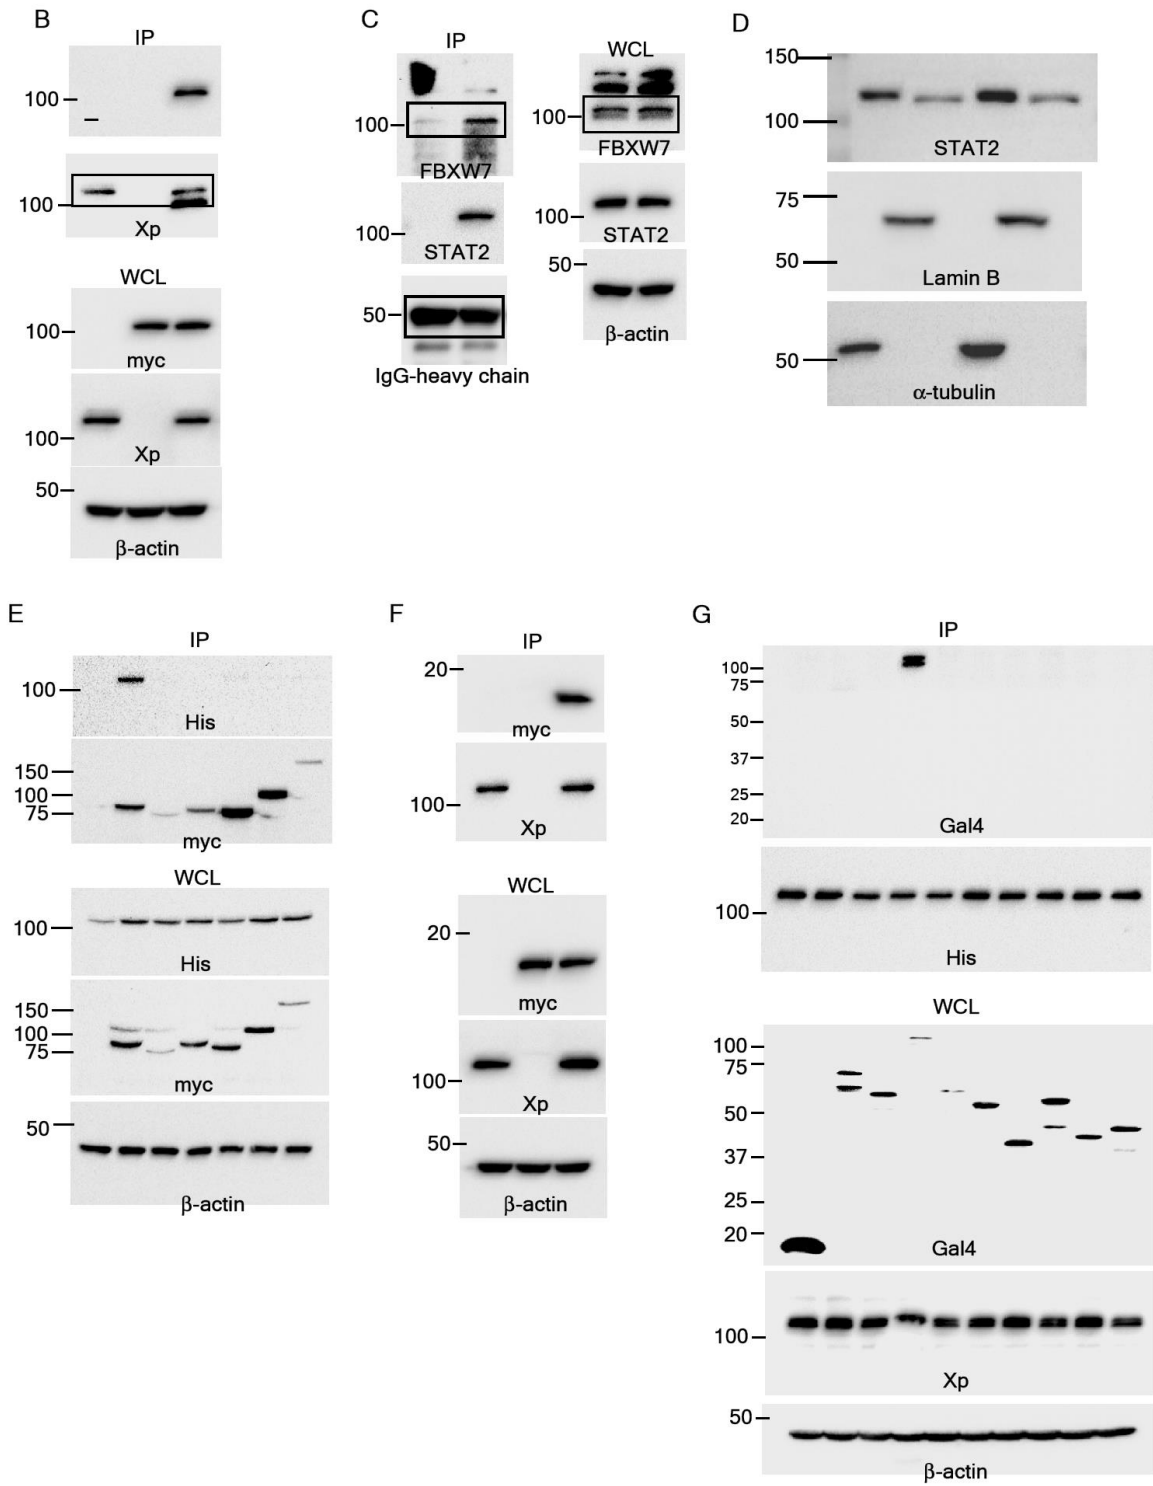 B
IP
100
100
Xp
WCL
100
myc
100
Xp
50
β-actin
C
IP
100
FBXW7
100
STAT2
50
IgG-heavy chain
WCL
100
FBXW7
100
STAT2
50
β-actin
D
150
100
STAT2
75
50
Lamin B
50
α-tubulin
E
IP
100
His
150
100
75
myc
WCL
100
His
150
100
75
myc
50
β-actin
F
IP
20
myc
100
Xp
WCL
20
myc
100
Xp
50
β-actin
G
IP
100
75
50
37
25
20
Gal4
100
His
WCL
100
75
50
37
25
20
Gal4
100
Xp
50
β-actin